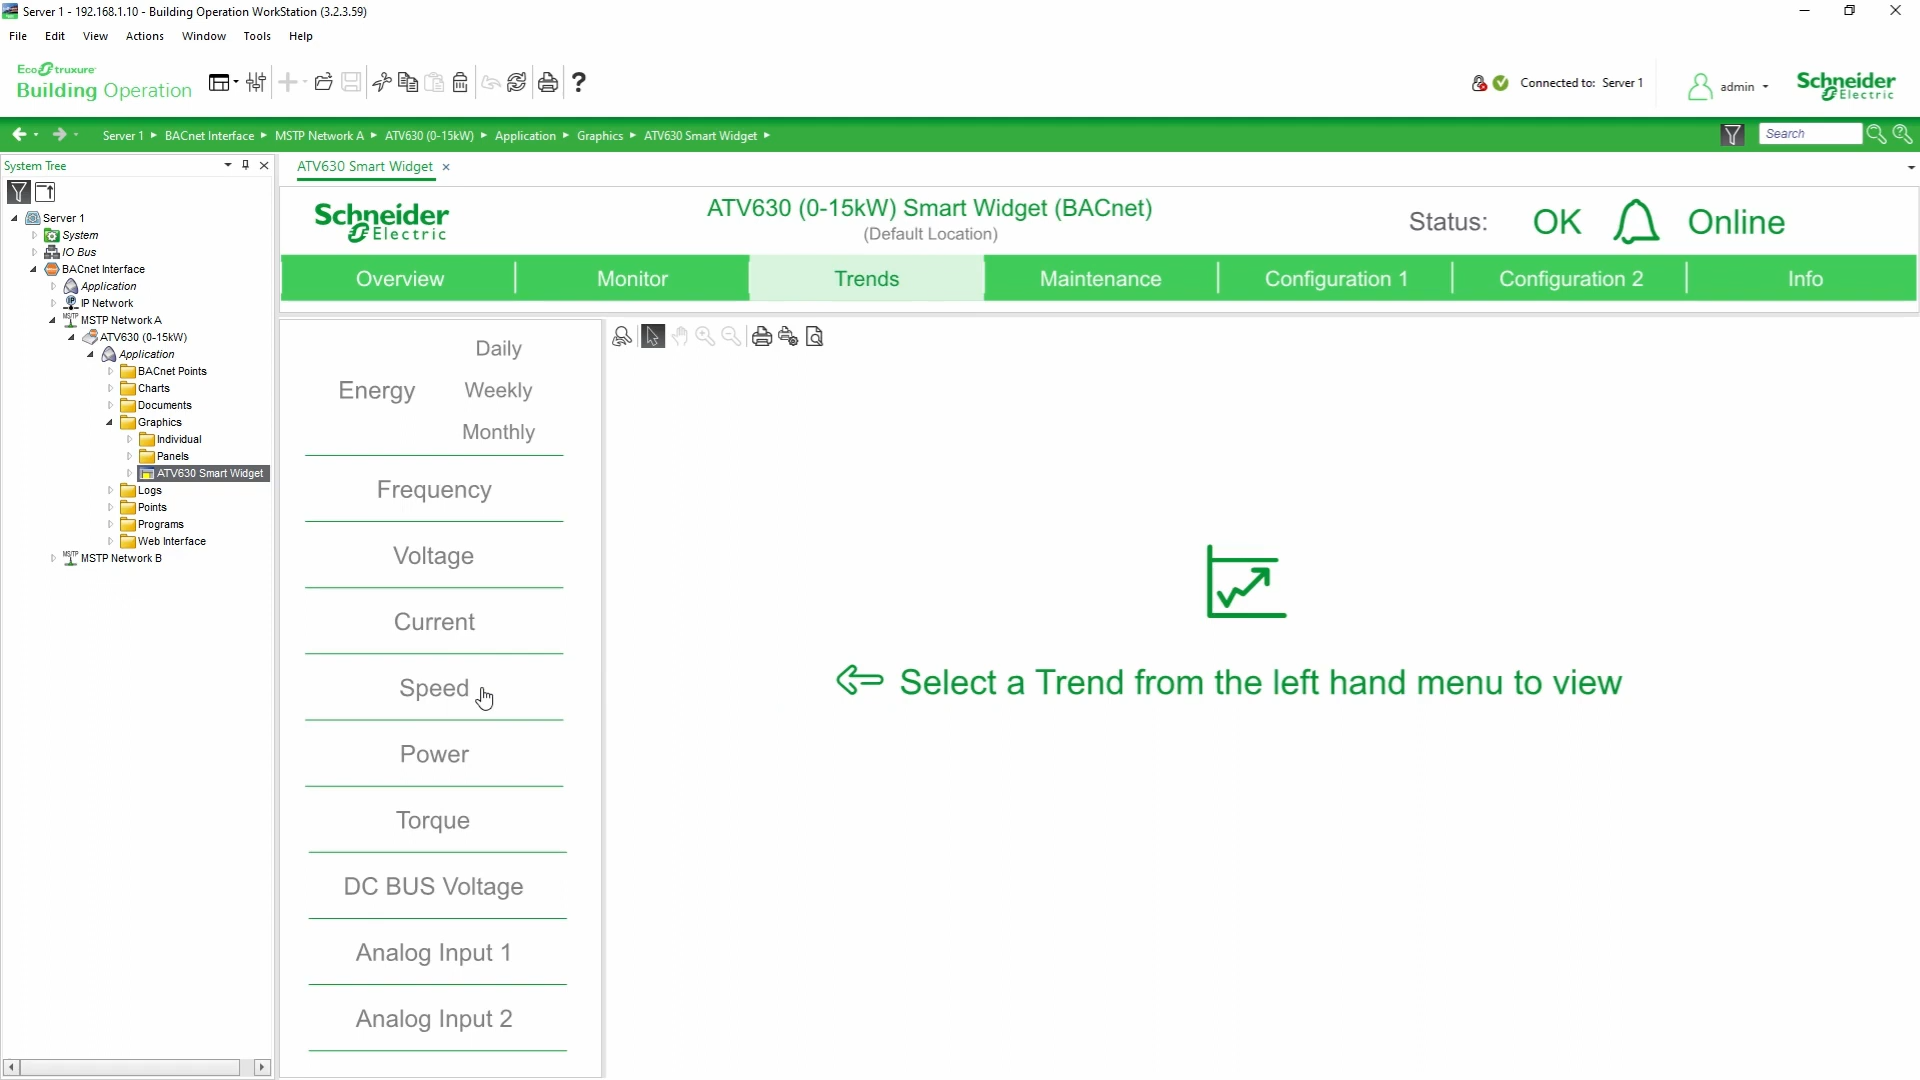 Server 1 - 192.168.1.10 - Building Operation WorkStation (3.2.3.59)
File Edit View Actions Window Tools Help
EcoStruxure
Building Operation
Connected to: Server 1
admin
Schneider
Electric
Server 1 BACnet Interface MSTP Network A ATV630 (0-15kW) Application Graphics ATV630 Smart Widget
Search
System Tree
Server 1
System
IO Bus
BACnet Interface
Application
IP Network
MSTP Network A
ATV630 (0-15kW)
Application
BACnet Points
Charts
Documents
Graphics
Individual
Panels
ATV630 Smart Widget
Logs
Points
Programs
Web Interface
MSTP Network B
ATV630 Smart Widget
Schneider
Electric
ATV630 (0-15kW) Smart Widget (BACnet)
(Default Location)
Status: OK Online
Overview Monitor Trends Maintenance Configuration 1 Configuration 2 Info
Energy
Daily
Weekly
Monthly
Frequency
Voltage
Current
Speed
Power
Torque
DC BUS Voltage
Analog Input 1
Analog Input 2
Select a Trend from the left hand menu to view